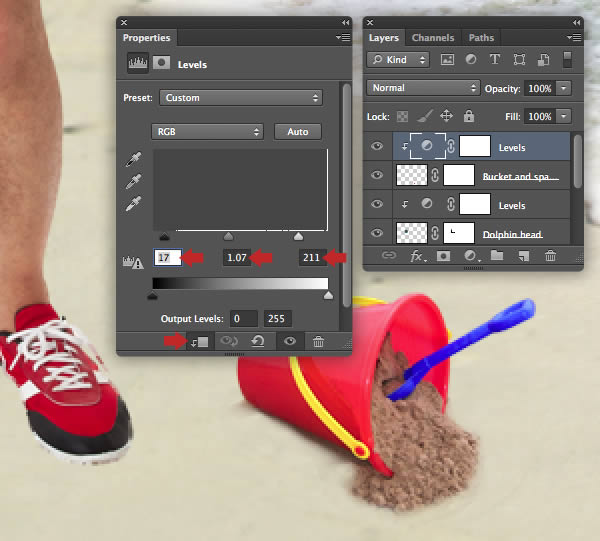 Properties
Levels
Preset: Custom
RGB Auto
17 1.07 211
Output Levels: 0 255
Layers Channels Paths
Kind
Normal Opacity: 100%
Lock: Fill: 100%
Levels
Bucket and spa...
Levels
Dolphin head
fx